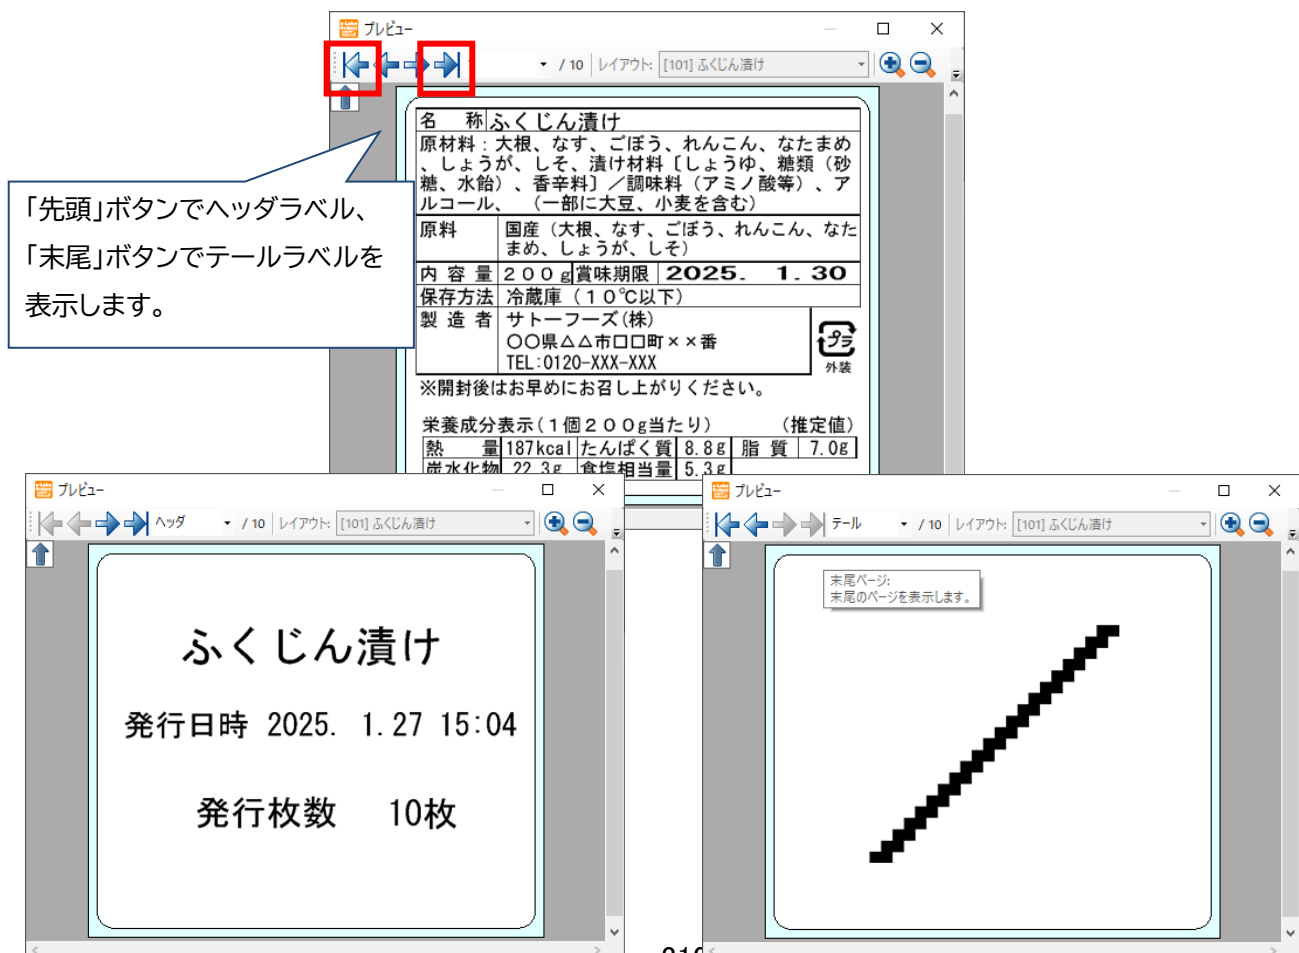 プレビュー
/ 10 レイアウト: [101] ふくじん漬け
名 称 ふくじん漬け
原材料：大根、なす、ごぼう、れんこん、なたまめ
、しょうが、しそ、漬け材料〔しょうゆ、糖類（砂
糖、水飴）、香辛料〕／調味料（アミノ酸等）、ア
ルコール、 （一部に大豆、小麦を含む）
原料 国産（大根、なす、ごぼう、れんこん、なた
まめ、しょうが、しそ）
内 容 量 ２００g 賞味期限 2025. 1.30
保存方法 冷蔵庫（１０℃以下）
製 造 者 サトーフーズ(株)
〇〇県△△市口口町××番
TEL:0120-XXX-XXX
プラ
外装
※開封後はお早めにお召し上がりください。
栄養成分表示(１個２００g当たり) (推定値)
熱 量 187kcal たんぱく質 8.8g 脂 質 7.0g
炭水化物 22.3g 食塩相当量 5.3g
「先頭」ボタンでヘッダラベル、
「末尾」ボタンでテールラベルを
表示します。
プレビュー
ヘッダ / 10 レイアウト: [101] ふくじん漬け
ふくじん漬け
発行日時 2025. 1.27 15:04
発行枚数 10枚
プレビュー
テール / 10 レイアウト: [101] ふくじん漬け
末尾ページ:
末尾のページを表示します。